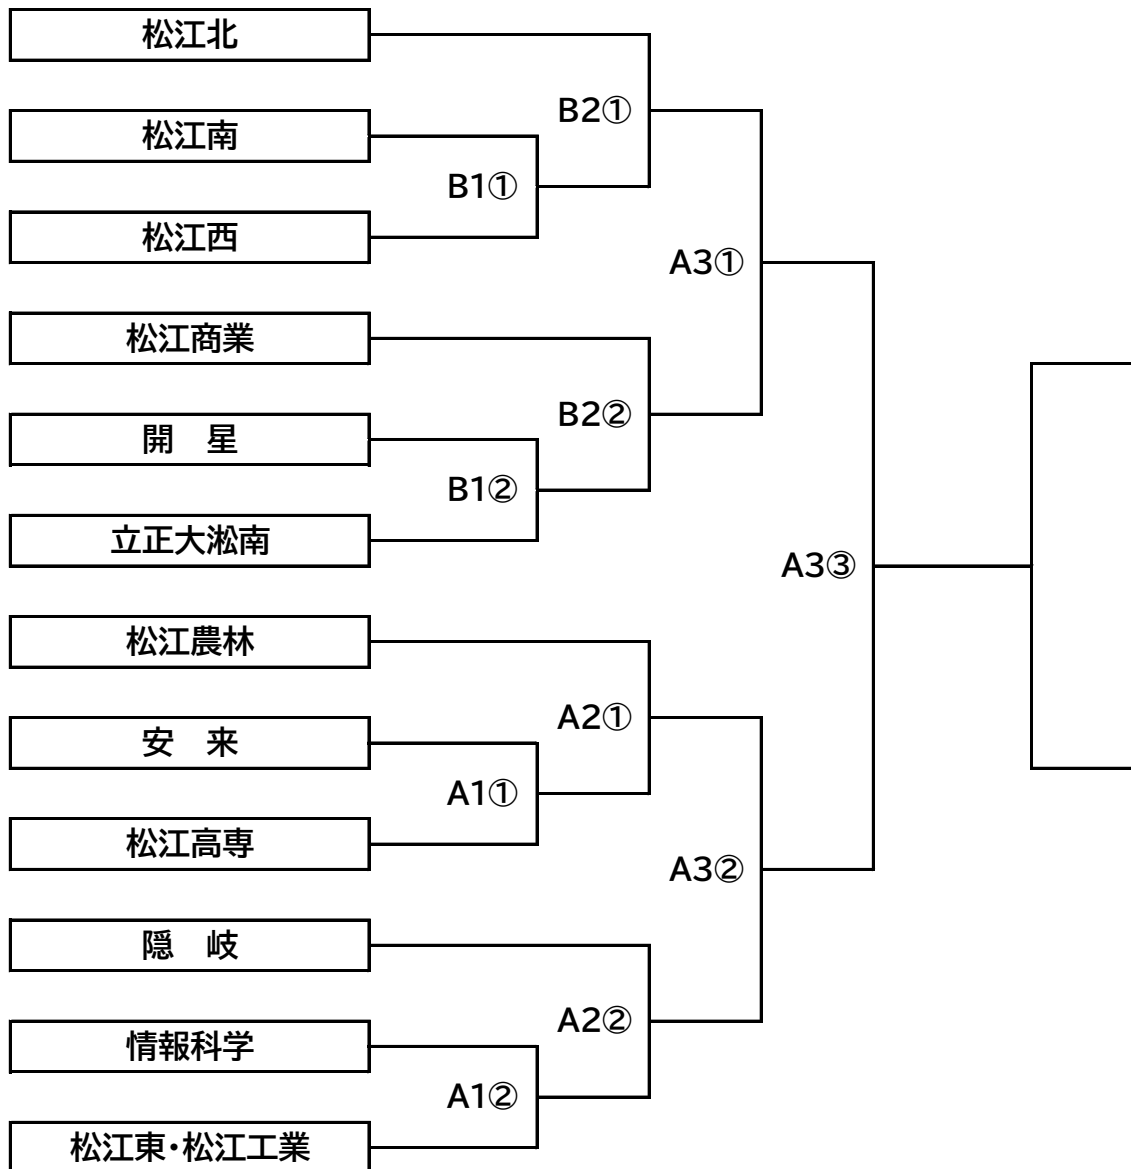 松江北
B2①
松江南
B1①
松江西
A3①
松江商業
B2②
開　星
B1②
立正大淞南
A3③
松江農林
A2①
安　来
A1①
松江高専
A3②
隠　岐
A2②
情報科学
A1②
松江東・松江工業